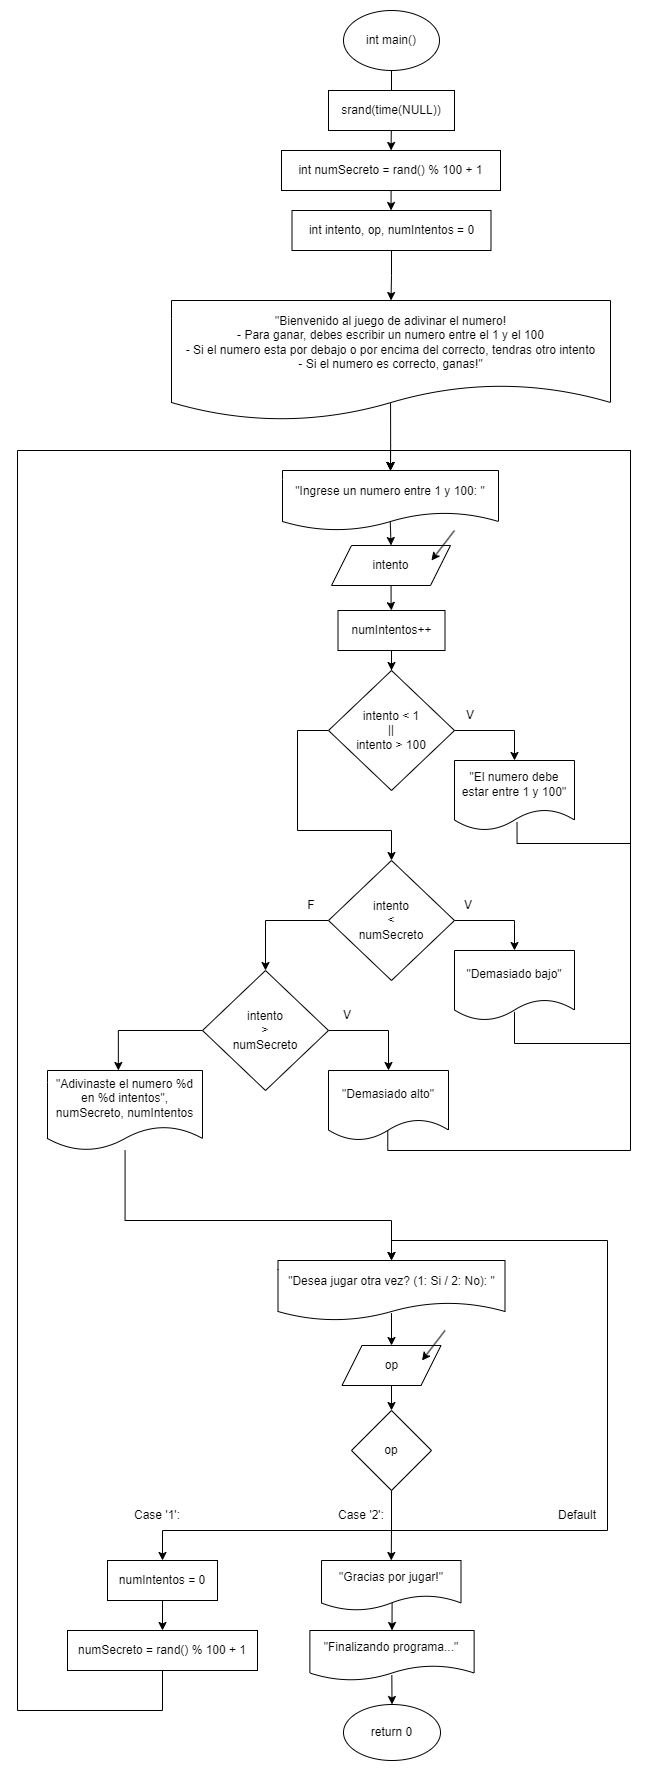 int main()
srand(time(NULL))
int numSecreto = rand() % 100 + 1
int intento, op, numIntentos = 0
"Bienvenido al juego de adivinar el numero!
- Para ganar, debes escribir un numero entre el 1 y el 100
- Si el numero esta por debajo o por encima del correcto, tendras otro intento
- Si el numero es correcto, ganas!"
"Ingrese un numero entre 1 y 100: "
intento
numIntentos++
intento < 1
||
intento > 100
V
"El numero debe
estar entre 1 y 100"
F
intento
<
numSecreto
V
"Demasiado bajo"
intento
>
numSecreto
V
"Adivinaste el numero %d
en %d intentos",
numSecreto, numIntentos
"Demasiado alto"
"Desea jugar otra vez? (1: Si / 2: No): "
op
op
Case '1':
Case '2':
Default
numIntentos = 0
"Gracias por jugar!"
numSecreto = rand() % 100 + 1
"Finalizando programa..."
return 0